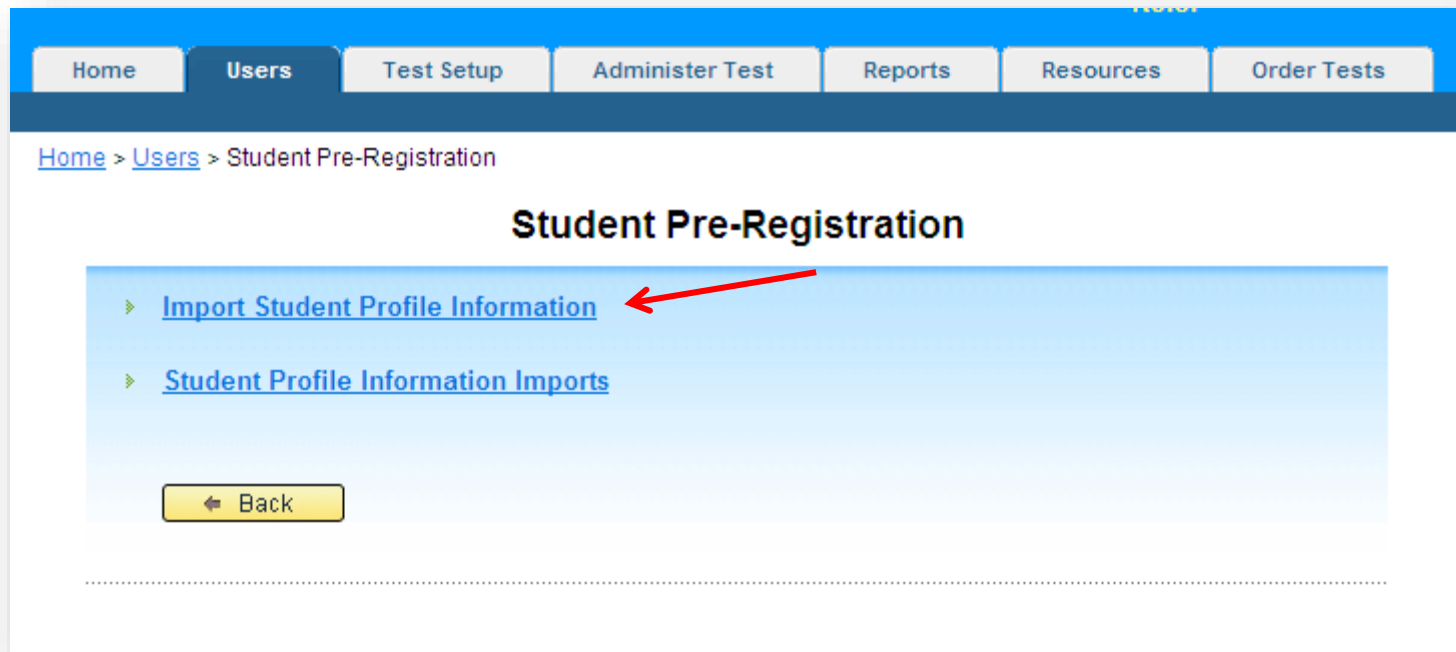 Home Users Test Setup Administer Test Reports Resources Order Tests
Home > Users > Student Pre-Registration
Student Pre-Registration
Import Student Profile Information
Student Profile Information Imports
Back